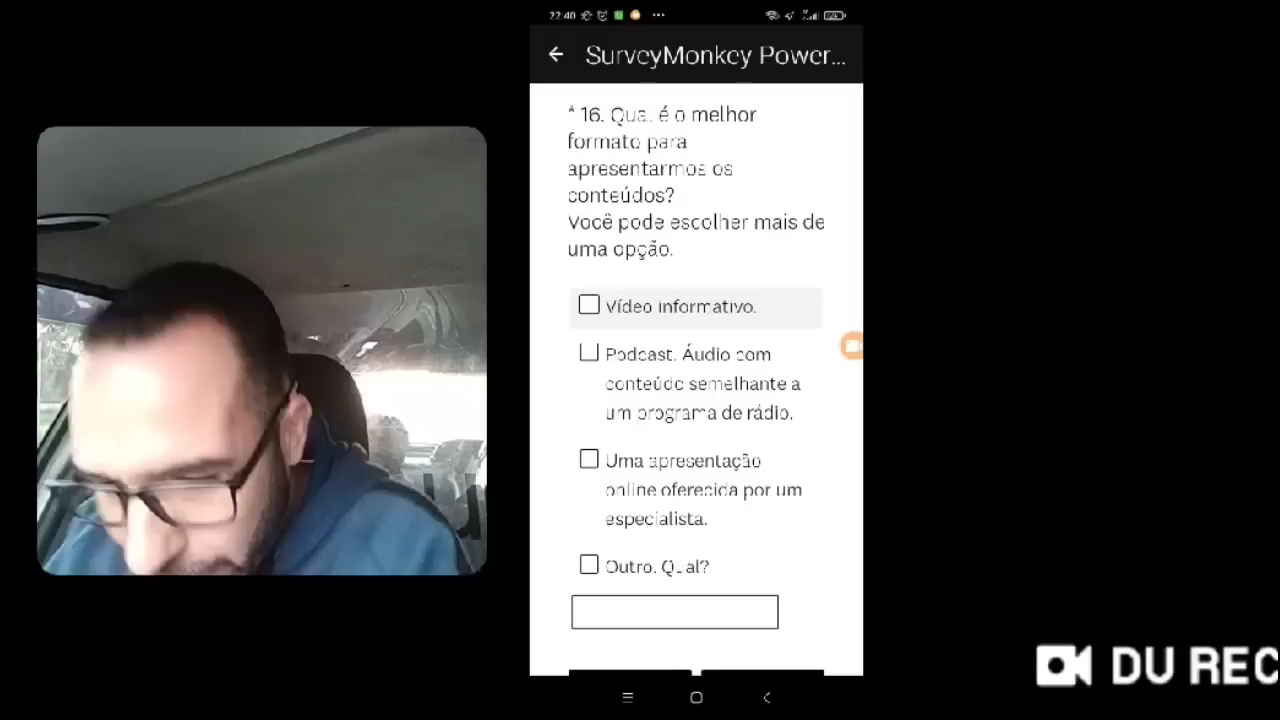 22:40
SurveyMonkey Power...
* 16. Qual é o melhor
formato para
apresentarmos os
conteúdos?
Você pode escolher mais de
uma opção.
Vídeo informativo.
Podcast. Áudio com
conteúdo semelhante a
um programa de rádio.
Uma apresentação
online oferecida por um
especialista.
Outro. Qual?
DU REC